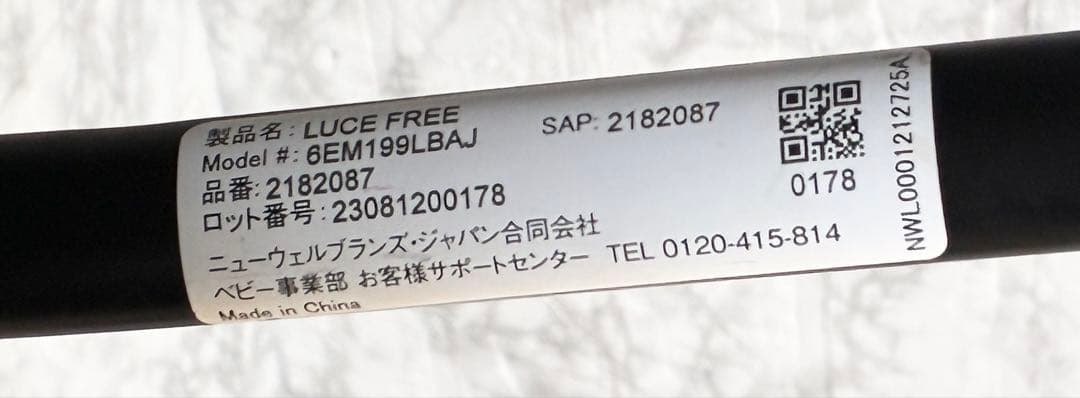 製品名: LUCE FREE
Model #: 6EM199LBAJ
SAP: 2182087
品番: 2182087
ロット番号: 23081200178
0178
ニューウェルブランズ・ジャパン合同会社
ベビー事業部 お客様サポートセンター TEL 0120-415-814
Made in China
NWL0001212725A